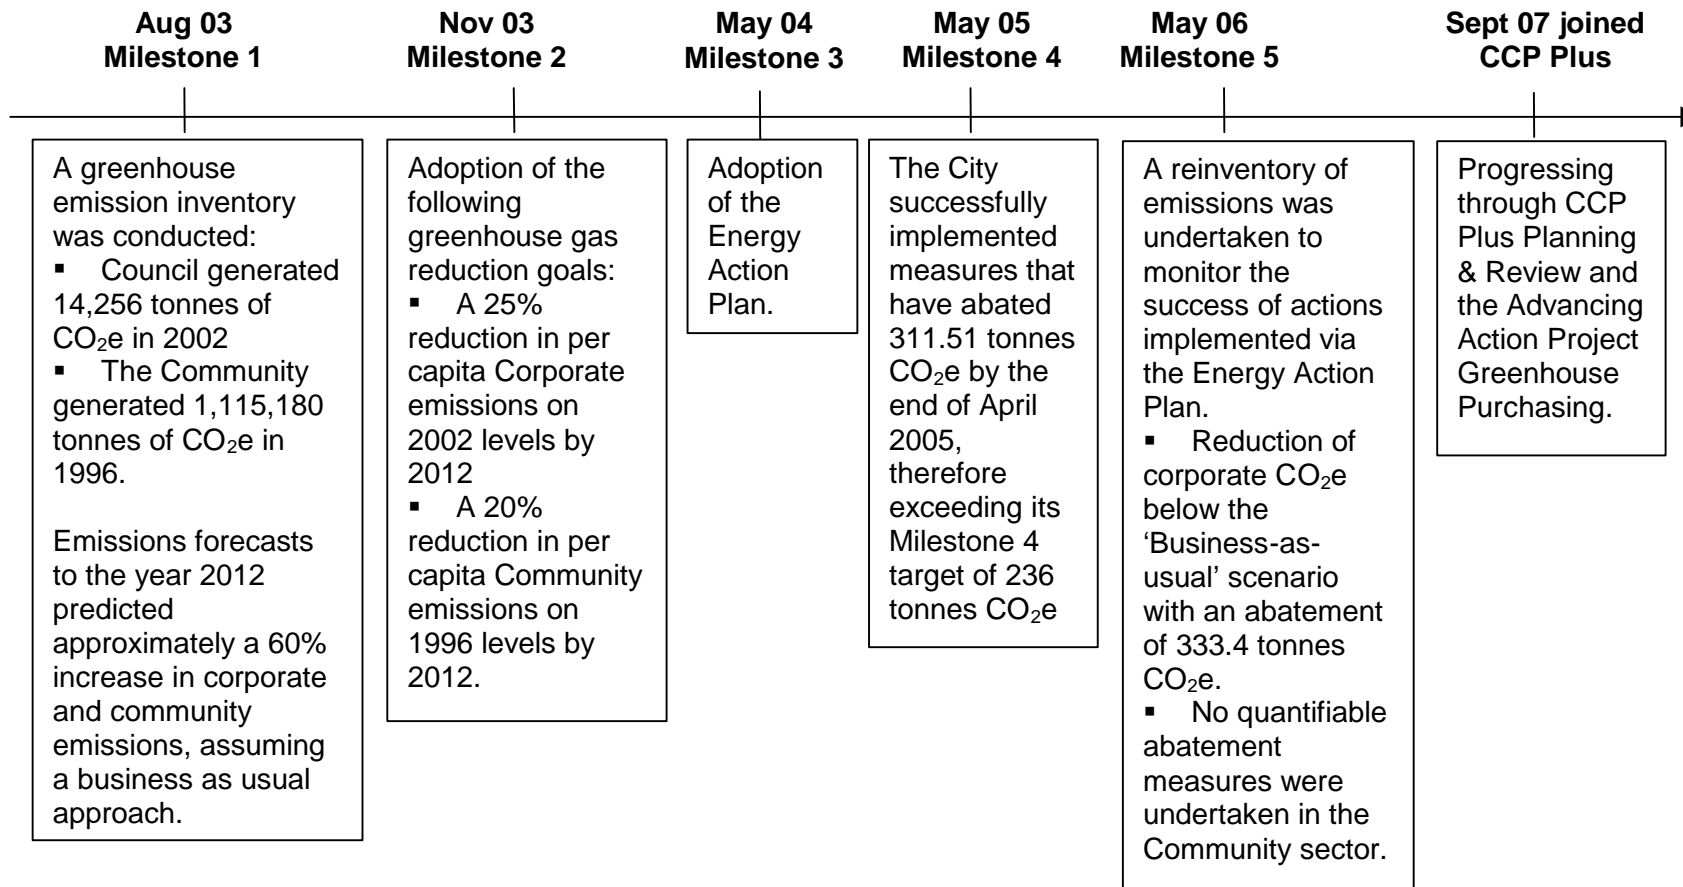 Aug 03
Milestone 1
Nov 03
Milestone 2
May 04
Milestone 3
May 05
Milestone 4
May 06
Milestone 5
Sept 07 joined
CCP Plus
A greenhouse
emission inventory
was conducted:
▪ Council generated
14,256 tonnes of
CO₂e in 2002
▪ The Community
generated 1,115,180
tonnes of CO₂e in
1996.
Emissions forecasts
to the year 2012
predicted
approximately a 60%
increase in corporate
and community
emissions, assuming
a business as usual
approach.
Adoption of the
following
greenhouse gas
reduction goals:
▪ A 25%
reduction in per
capita Corporate
emissions on
2002 levels by
2012
▪ A 20%
reduction in per
capita Community
emissions on
1996 levels by
2012.
Adoption
of the
Energy
Action
Plan.
The City
successfully
implemented
measures that
have abated
311.51 tonnes
CO₂e by the
end of April
2005,
therefore
exceeding its
Milestone 4
target of 236
tonnes CO₂e
A reinventory of
emissions was
undertaken to
monitor the
success of actions
implemented via
the Energy Action
Plan.
▪ Reduction of
corporate CO₂e
below the
‘Business-as-
usual’ scenario
with an abatement
of 333.4 tonnes
CO₂e.
▪ No quantifiable
abatement
measures were
undertaken in the
Community sector.
Progressing
through CCP
Plus Planning
& Review and
the Advancing
Action Project
Greenhouse
Purchasing.